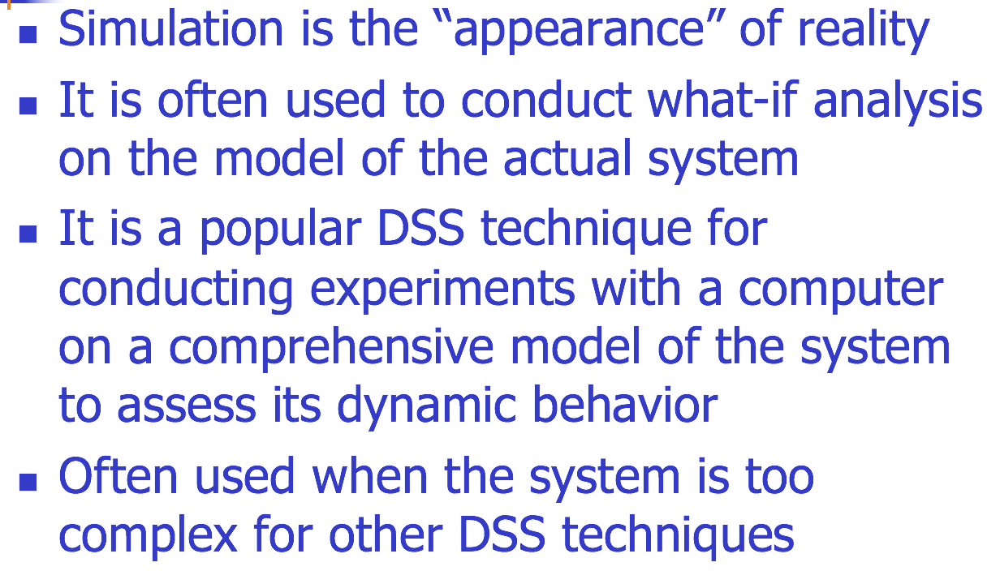 Simulation is the “appearance” of reality
It is often used to conduct what-if analysis
on the model of the actual system
It is a popular DSS technique for
conducting experiments with a computer
on a comprehensive model of the system
to assess its dynamic behavior
Often used when the system is too
complex for other DSS techniques